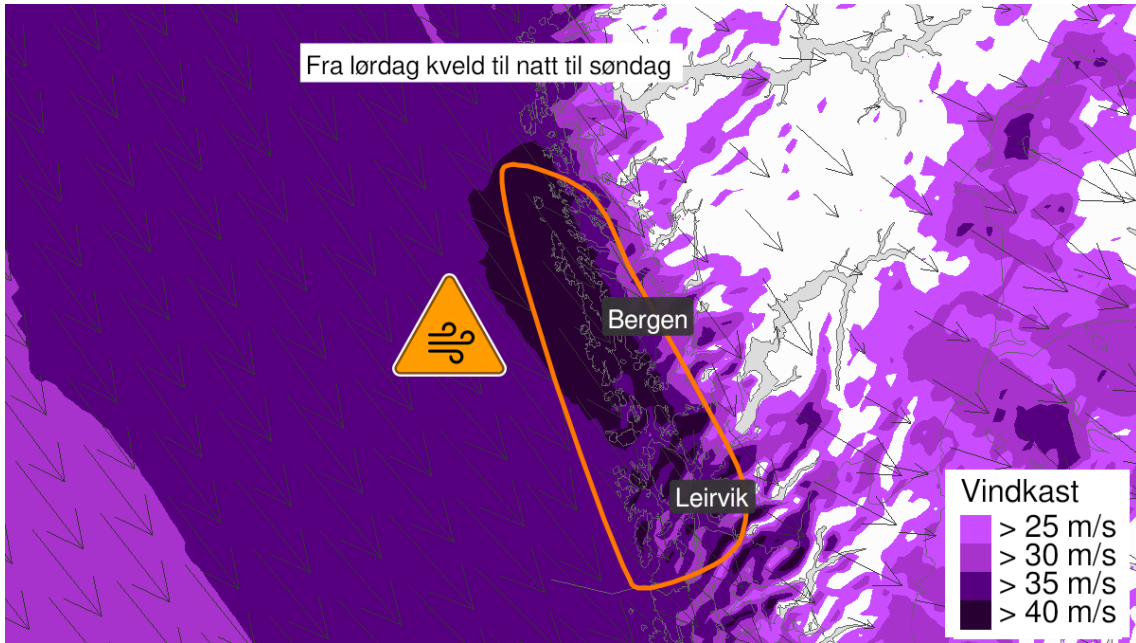 Fra lørdag kveld til natt til søndag
Bergen
Leirvik
Vindkast
> 25 m/s
> 30 m/s
> 35 m/s
> 40 m/s